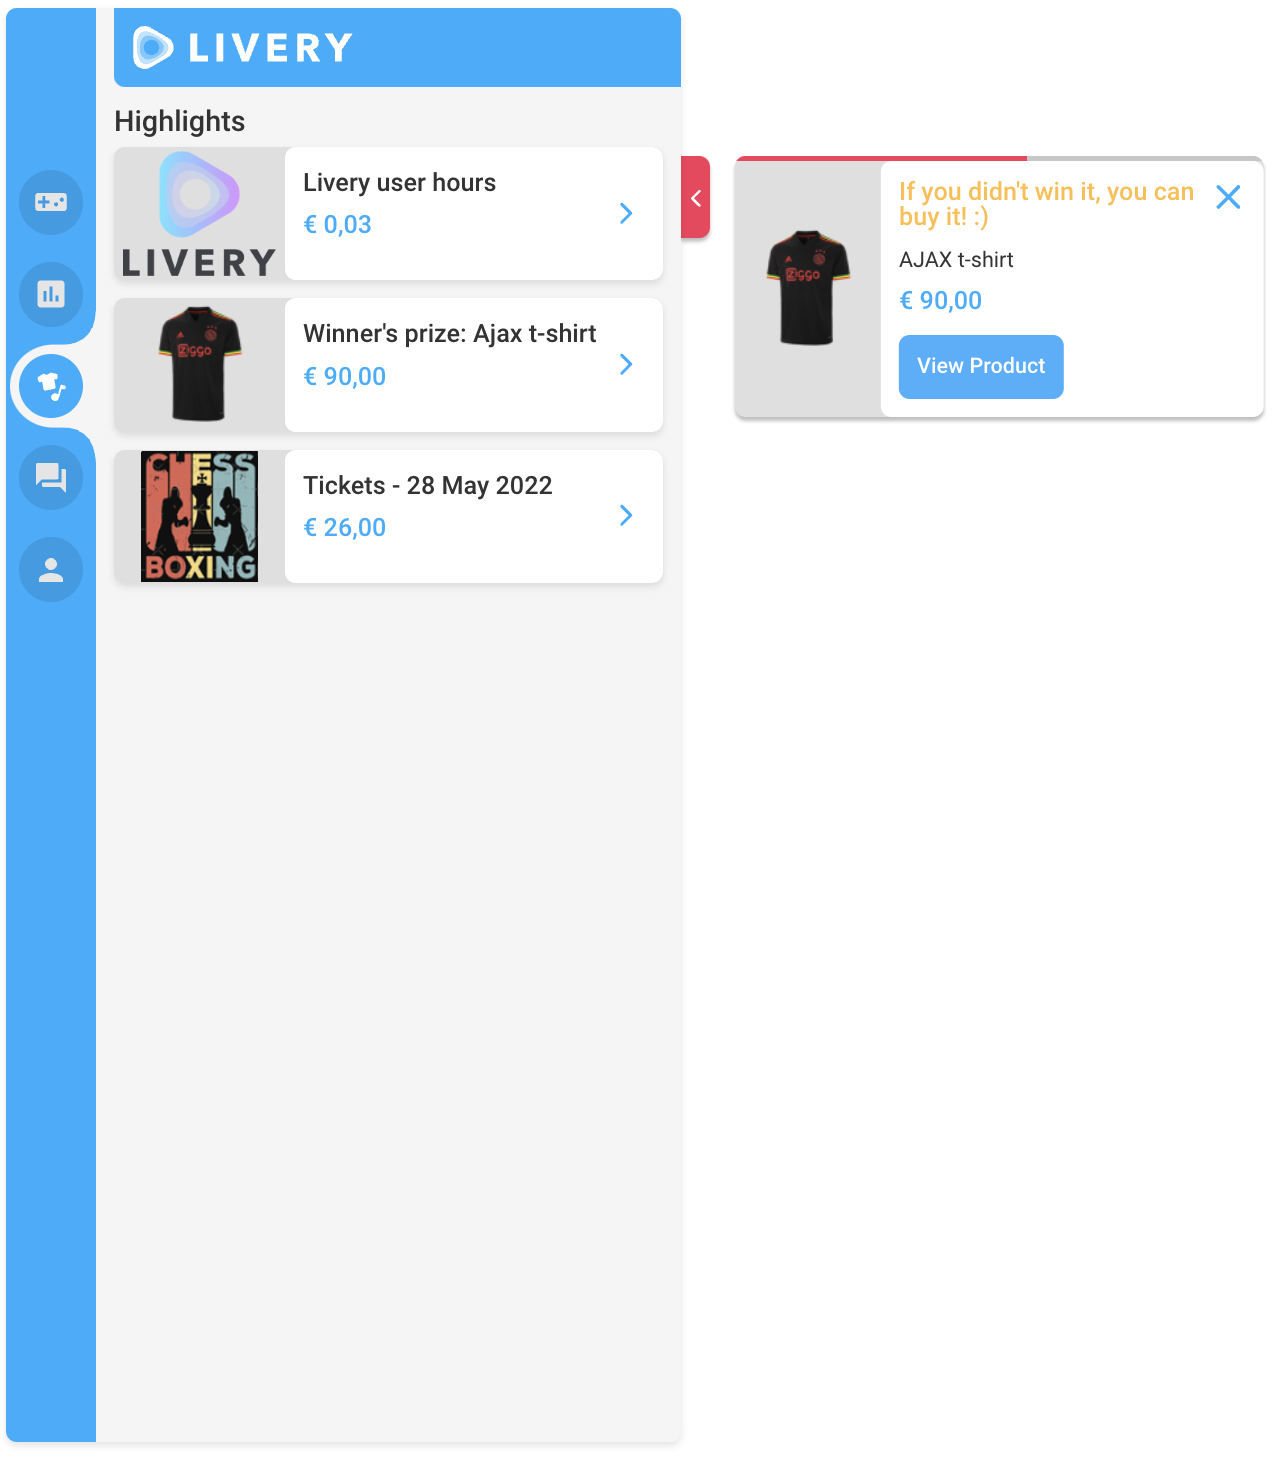 LIVERY
Highlights
LIVERY
Livery user hours
€ 0,03
Ziggo
Winner's prize: Ajax t-shirt
€ 90,00
CHESS
BOXING
Tickets - 28 May 2022
€ 26,00
Ziggo
If you didn't win it, you can
buy it! :)
AJAX t-shirt
€ 90,00
View Product